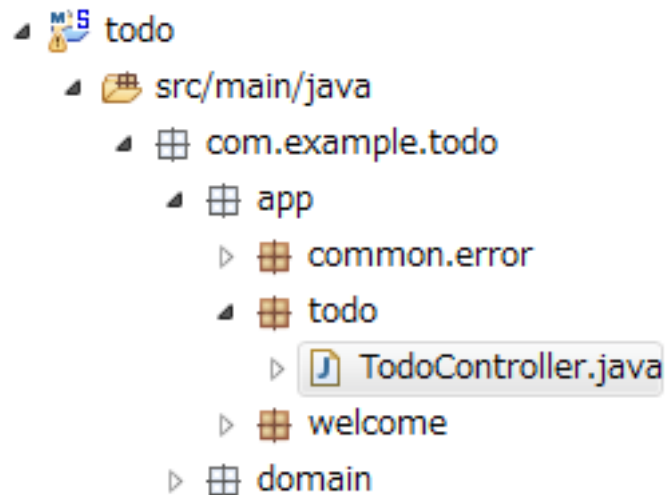 todo
src/main/java
com.example.todo
app
common.error
todo
TodoController.java
welcome
domain